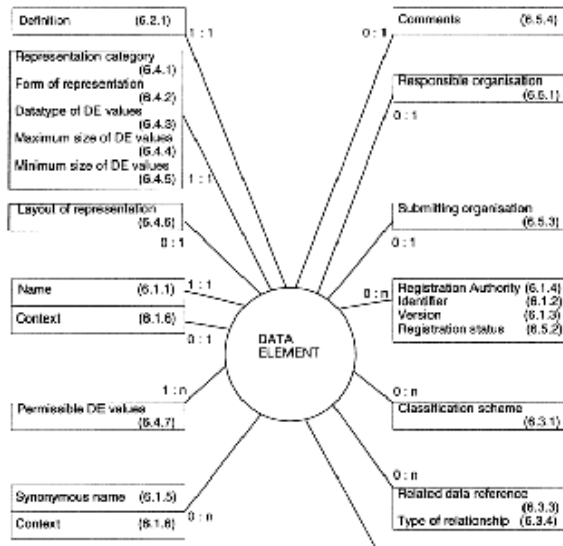 Definition (6.2.1)
1 : 1
Representation category
(6.4.1)
Form of representation
(6.4.2)
Datatype of DE values
(6.4.3)
Maximum size of DE values
(6.4.4)
Minimum size of DE values
(6.4.5)
1 : 1
Layout of representation
(6.4.6)
0 : 1
Name (6.1.1)
1 : 1
Context (6.1.6)
0 : 1
1 : n
Permissible DE values
(6.4.7)
Synonymous name (6.1.5)
Context (6.1.6)
0 : n
DATA
ELEMENT
Comments (6.5.4)
0 : 1
Responsible organisation
(6.5.1)
0 : 1
Submitting organisation
(6.5.3)
0 : 1
0 : n
Registration Authority (6.1.4)
Identifier (6.1.2)
Version (6.1.3)
Registration status (6.5.2)
0 : n
Classification scheme
(6.3.1)
0 : n
Related data reference
(6.3.3)
Type of relationship (6.3.4)